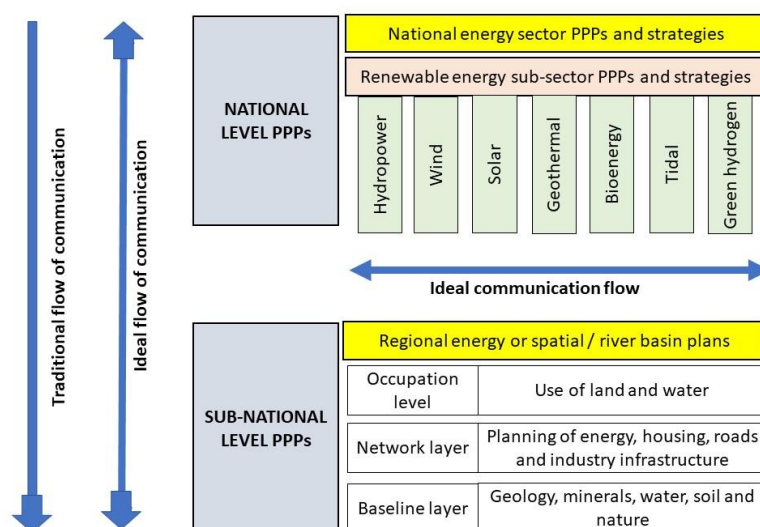 Traditional flow of communication
Ideal flow of communication
NATIONAL
LEVEL PPPs
National energy sector PPPs and strategies
Renewable energy sub-sector PPPs and strategies
Hydropower
Wind
Solar
Geothermal
Bioenergy
Tidal
Green hydrogen
Ideal communication flow
SUB-NATIONAL
LEVEL PPPs
Regional energy or spatial / river basin plans
Occupation
level
Use of land and water
Network layer
Planning of energy, housing, roads
and industry infrastructure
Baseline layer
Geology, minerals, water, soil and
nature